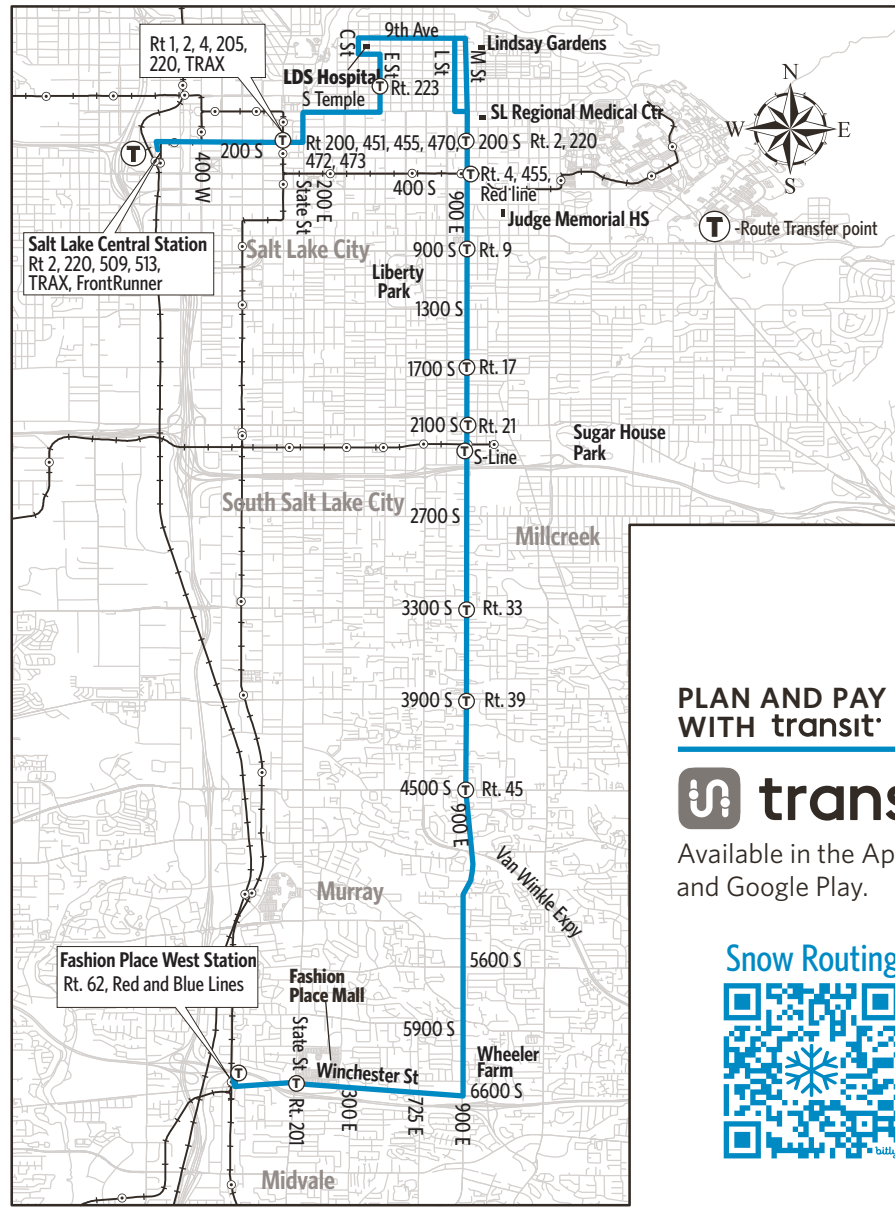 9th Ave
C St
E St
L St
M St
Lindsay Gardens
Rt 1, 2, 4, 205,
220, TRAX
LDS Hospital
Rt. 223
S Temple
SL Regional Medical Ctr
N
W
E
S
T
200 S
400 W
Rt 200, 451, 455, 470,
472, 473
T
200 S Rt. 2, 220
T
State St
200 E
400 S
Rt. 4, 455,
Red line
900 E
Judge Memorial HS
T -Route Transfer point
Salt Lake Central Station
Rt 2, 220, 509, 513,
TRAX, FrontRunner
Salt Lake City
900 S T Rt. 9
Liberty
Park
1300 S
1700 S T Rt. 17
2100 S T Rt. 21
T
S-Line
Sugar House
Park
South Salt Lake City
2700 S
Millcreek
3300 S T Rt. 33
3900 S T Rt. 39
4500 S T Rt. 45
900 E
Van Winkle Expy
Murray
5600 S
Fashion Place West Station
Rt. 62, Red and Blue Lines
Fashion
Place Mall
5900 S
State St
T
T
Winchester St
Wheeler
Farm
6600 S
Rt. 201
300 E
725 E
900 E
Midvale
PLAN AND PAY
WITH transit
trans
Available in the Ap
and Google Play.
Snow Routing
bitly